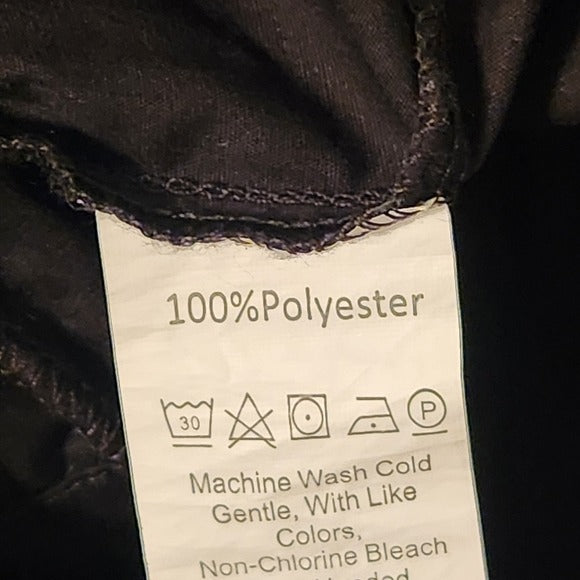 100%Polyester
30 P
Machine Wash Cold
Gentle, With Like
Colors,
Non-Chlorine Bleach